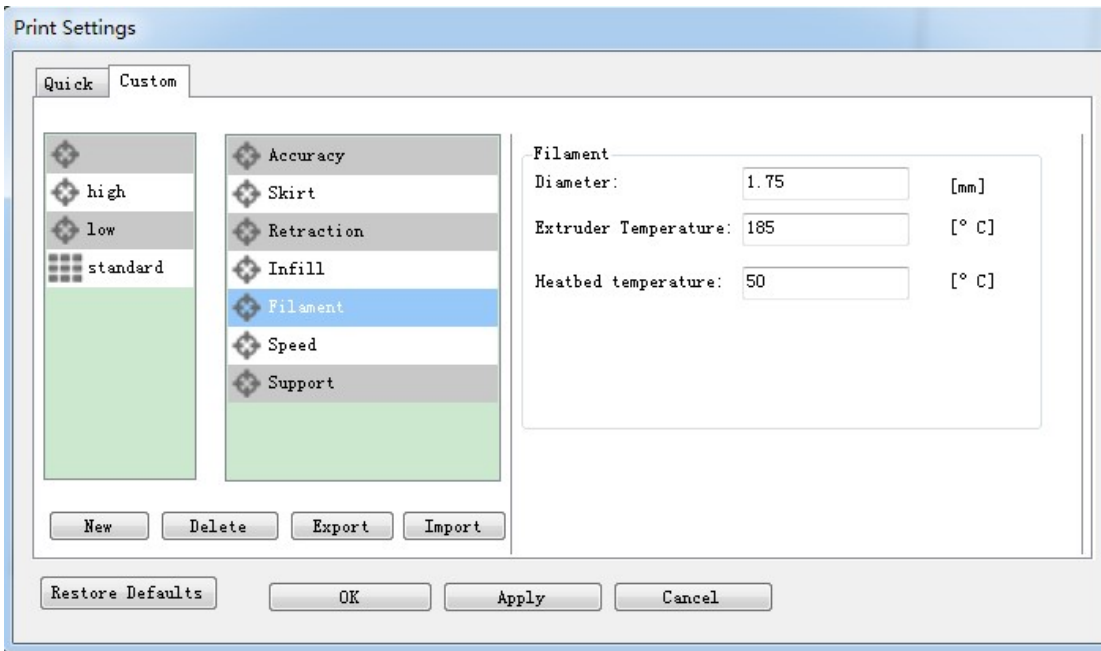 Print Settings
Quick
Custom
high
low
standard
Accuracy
Skirt
Retraction
Infill
Filament
Speed
Support
Filament
Diameter: 1.75 [mm]
Extruder Temperature: 185 [° C]
Heatbed temperature: 50 [° C]
New
Delete
Export
Import
Restore Defaults
OK
Apply
Cancel